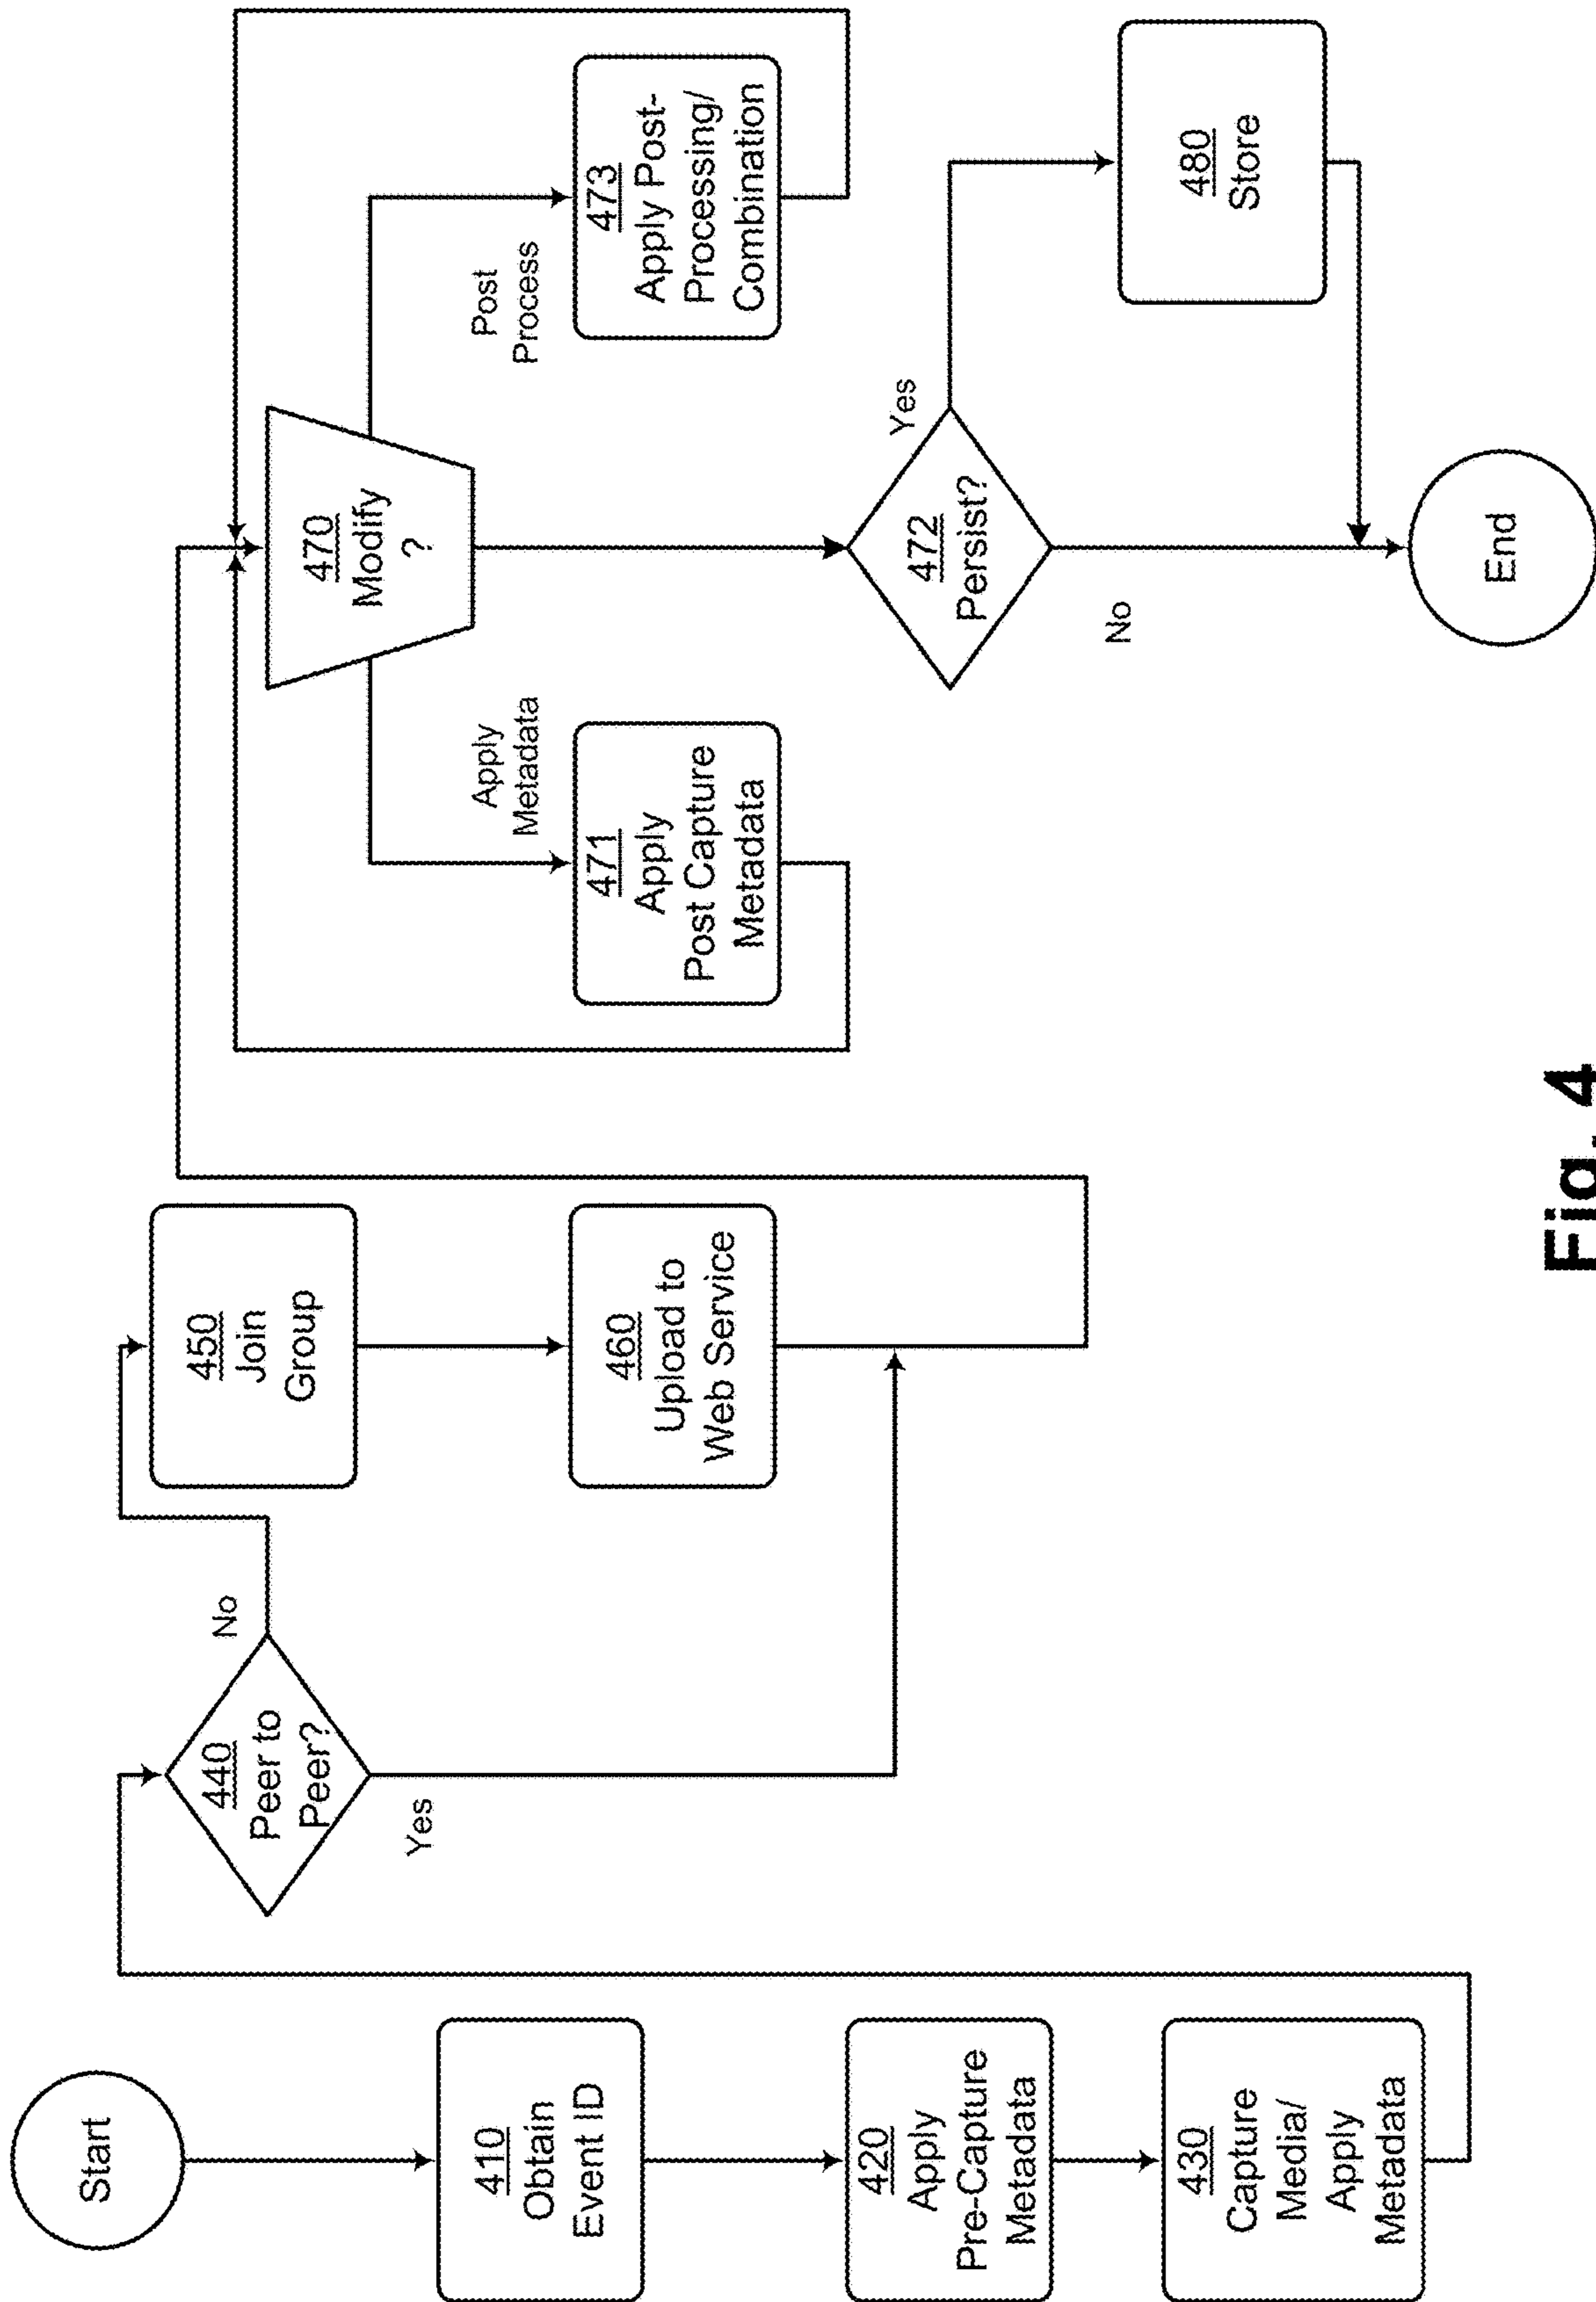 Start
410
Obtain
Event ID
420
Apply
Pre-Capture
Metadata
430
Capture
Media/
Apply
Metadata
440
Peer to
Peer?
No
Yes
450
Join
Group
460
Upload to
Web Service
470
Modify
?
Apply
Metadata
471
Apply
Post Capture
Metadata
Post
Process
473
Apply Post-
Processing/
Combination
472
Persist?
Yes
No
480
Store
End
Fig. 4